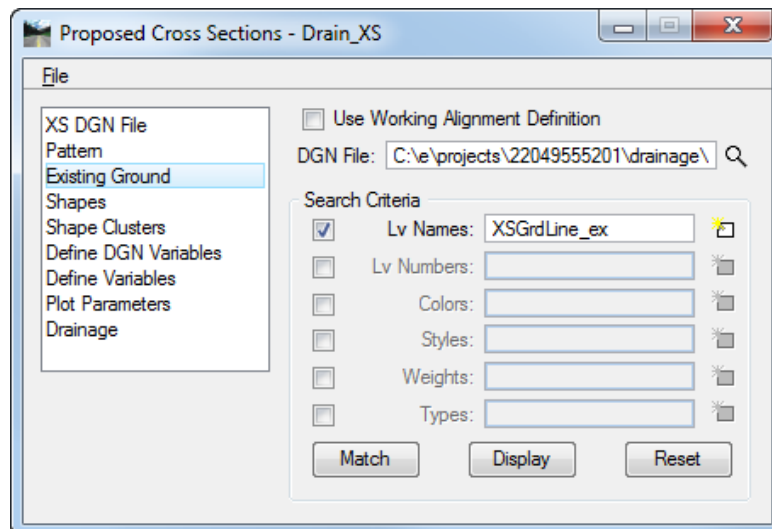 Proposed Cross Sections - Drain_XS
File
XS DGN File
Pattern
Existing Ground
Shapes
Shape Clusters
Define DGN Variables
Define Variables
Plot Parameters
Drainage
Use Working Alignment Definition
DGN File: C:\e\projects\22049555201\drainage\
Search Criteria
Lv Names: XSGrdLine_ex
Lv Numbers:
Colors:
Styles:
Weights:
Types:
Match Display Reset